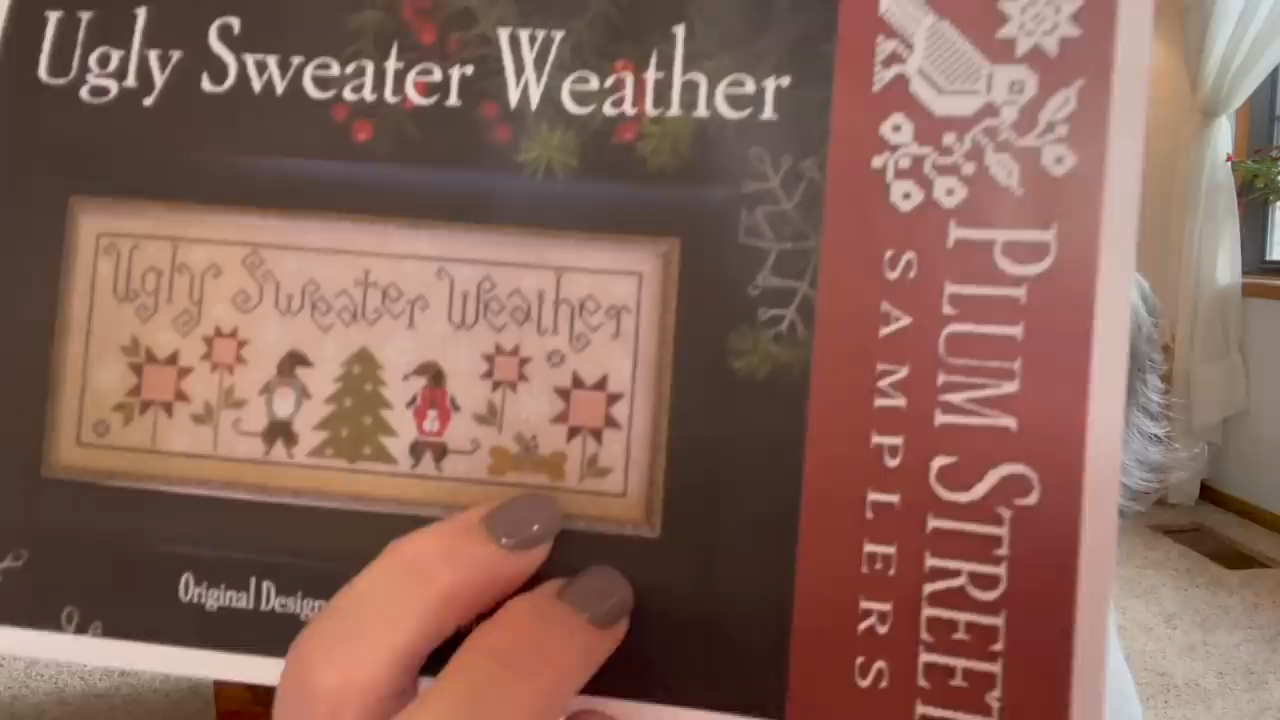 Ugly Sweater Weather
Ugly Sweater Weather
Original Design
PLUM STREET
SAMPLERS